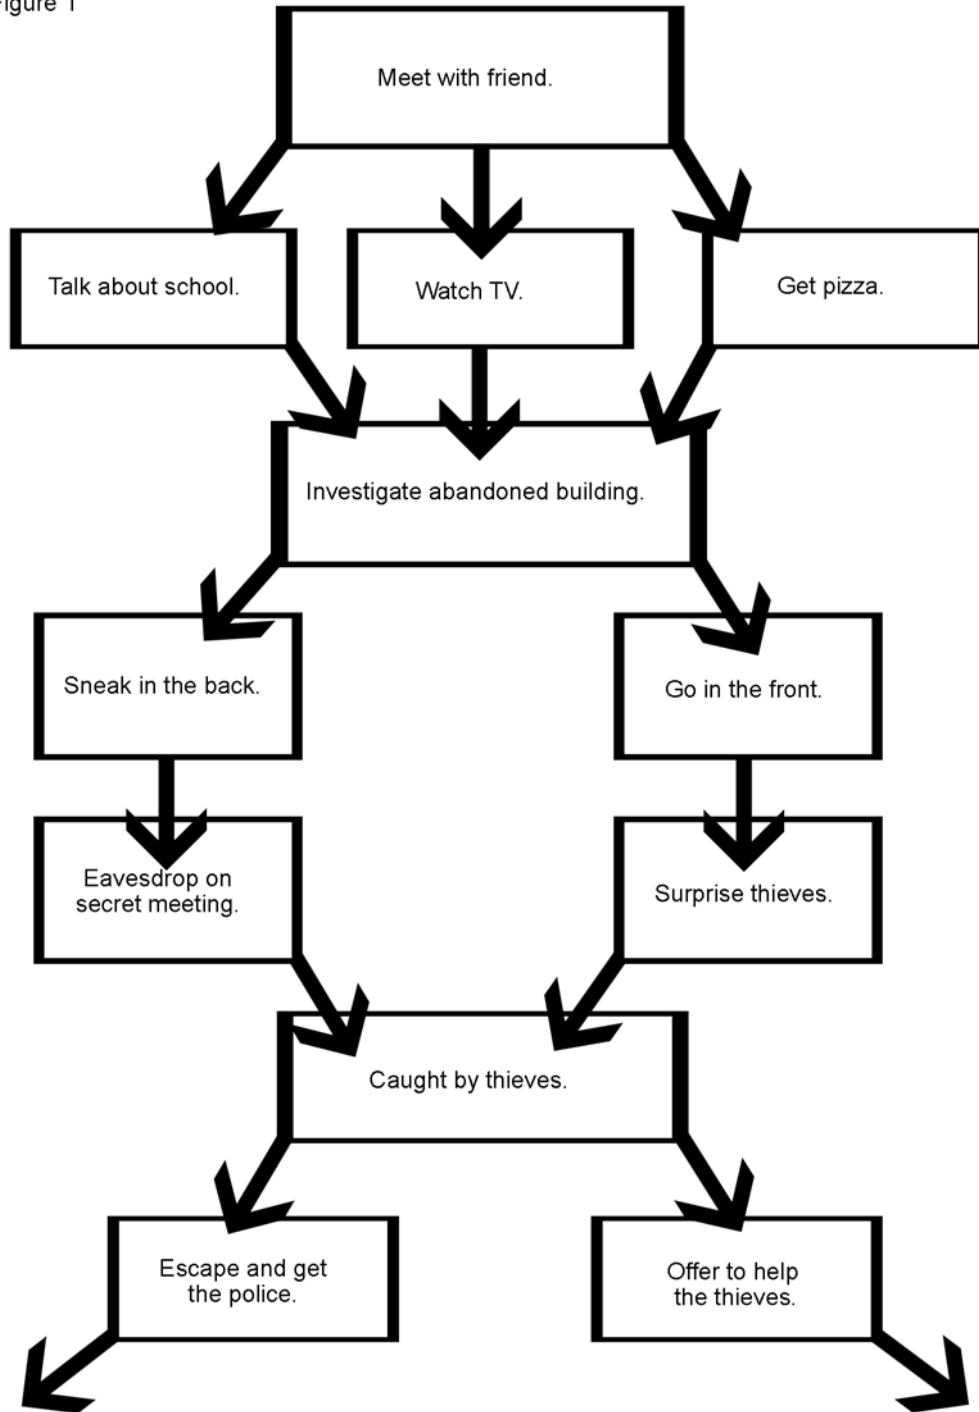 Figure 1
Meet with friend.
Talk about school.
Watch TV.
Get pizza.
Investigate abandoned building.
Sneak in the back.
Go in the front.
Eavesdrop on
secret meeting.
Surprise thieves.
Caught by thieves.
Escape and get
the police.
Offer to help
the thieves.